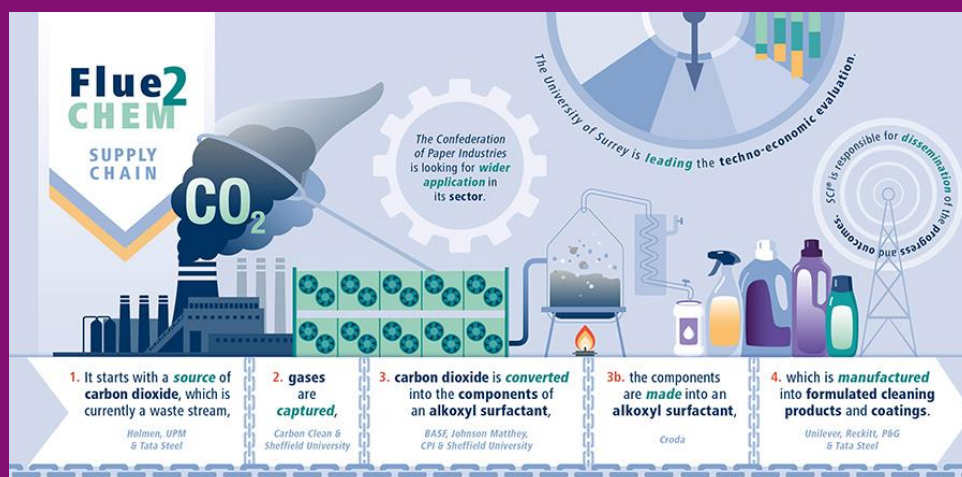 Flue2
CHEM
SUPPLY
CHAIN
CO2
The Confederation
of Paper Industries
is looking for wider
application in
its sector.
The University of Surrey is leading the techno-economic evaluation.
SCI® is responsible for dissemination of the progress and outcomes.
1. It starts with a source of
carbon dioxide, which is
currently a waste stream,
Holmen, UPM
& Tata Steel
2. gases
are
captured,
Carbon Clean &
Sheffield University
3. carbon dioxide is converted
into the components of
an alkoxyl surfactant,
BASF, Johnson Matthey,
CPI & Sheffield University
3b. the components
are made into an
alkoxyl surfactant,
Croda
4. which is manufactured
into formulated cleaning
products and coatings.
Unilever, Reckitt, P&G
& Tata Steel